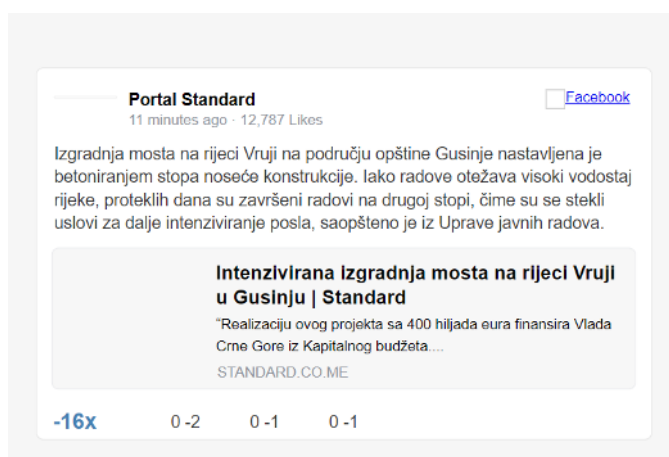 Portal Standard
Facebook
11 minutes ago · 12,787 Likes
Izgradnja mosta na rijeci Vruji na području opštine Gusinje nastavljena je
betoniranjem stopa noseće konstrukcije. Iako radove otežava visoki vodostaj
rijeke, proteklih dana su završeni radovi na drugoj stopi, čime su se stekli
uslovi za dalje intenziviranje posla, saopšteno je iz Uprave javnih radova.
Intenzivirana izgradnja mosta na rijeci Vruji
u Gusinju | Standard
“Realizaciju ovog projekta sa 400 hiljada eura finansira Vlada
Crne Gore iz Kapitalnog budžeta....
STANDARD.CO.ME
-16x 0 -2 0 -1 0 -1